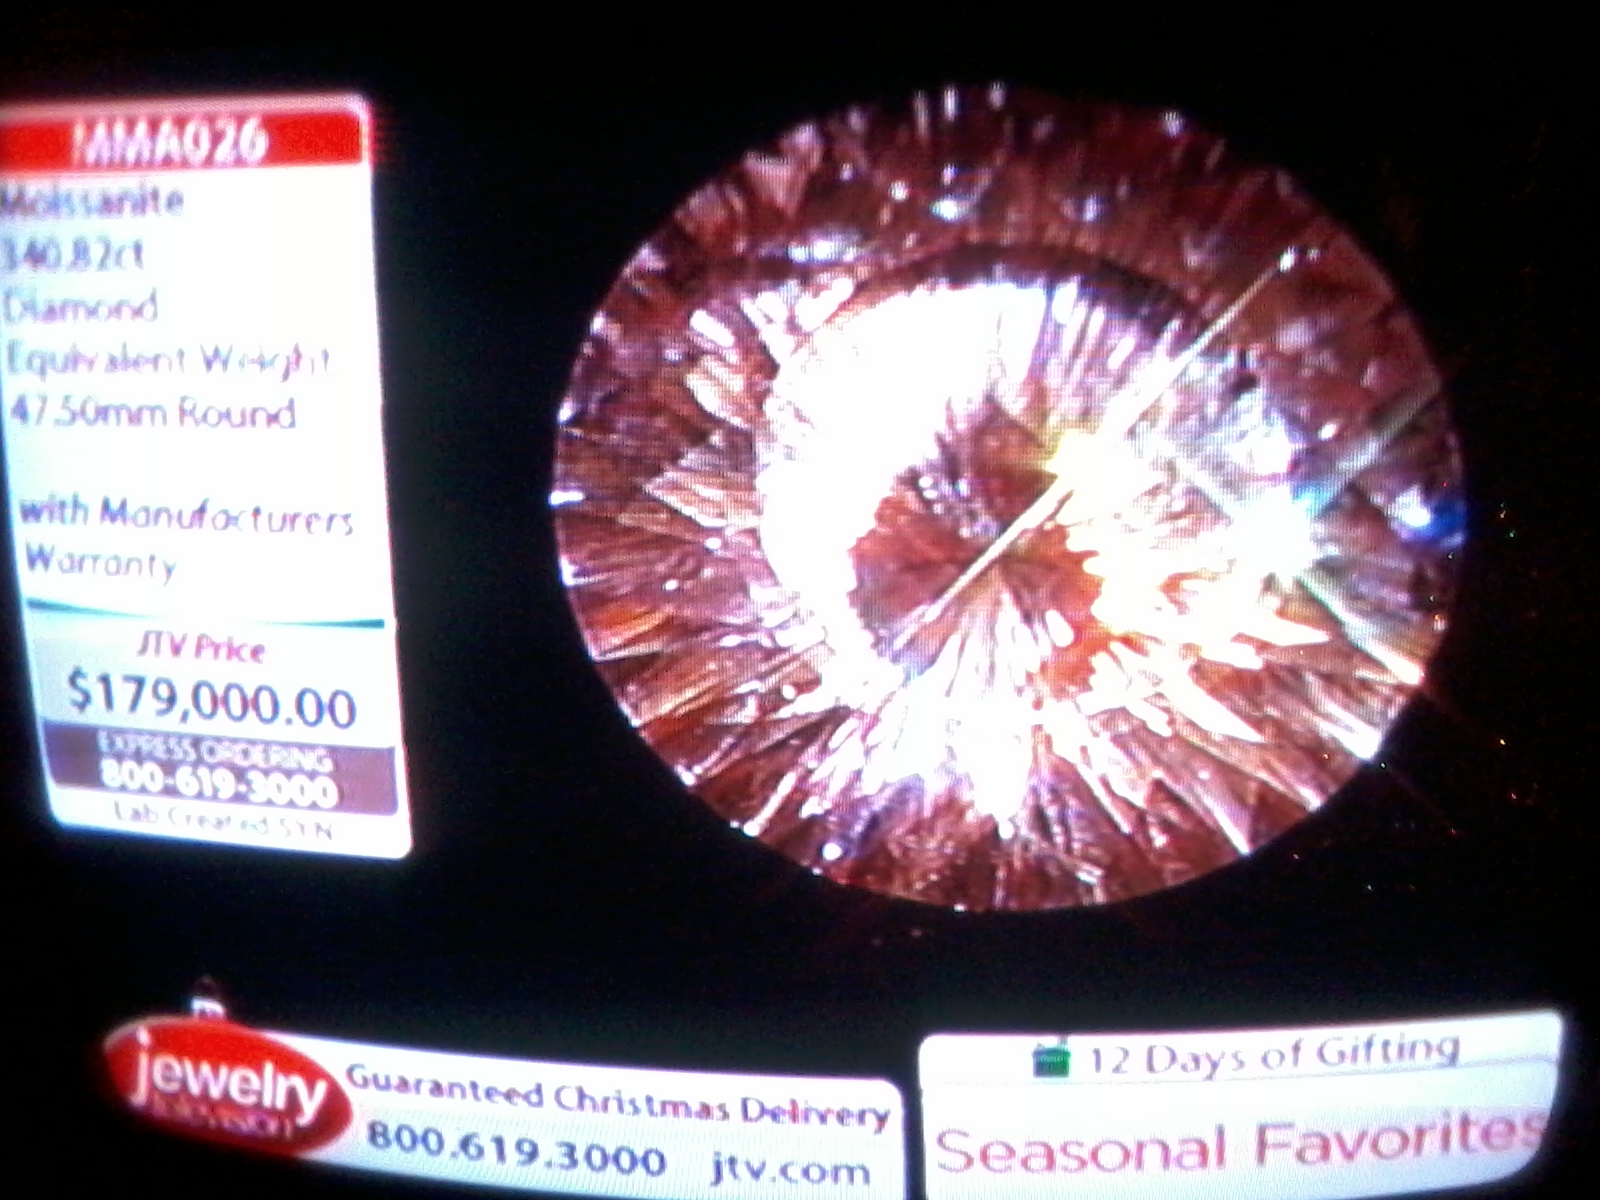 MMA026
Moissanite
340.82ct
Diamond
Equivalent Weight
47.50mm Round
with Manufacturers
Warranty
JTV Price
$179,000.00
EXPRESS ORDERING
800-619-3000
Lab Created SYN
jewelry
television
Guaranteed Christmas Delivery
800.619.3000 jtv.com
12 Days of Gifting
Seasonal Favorites